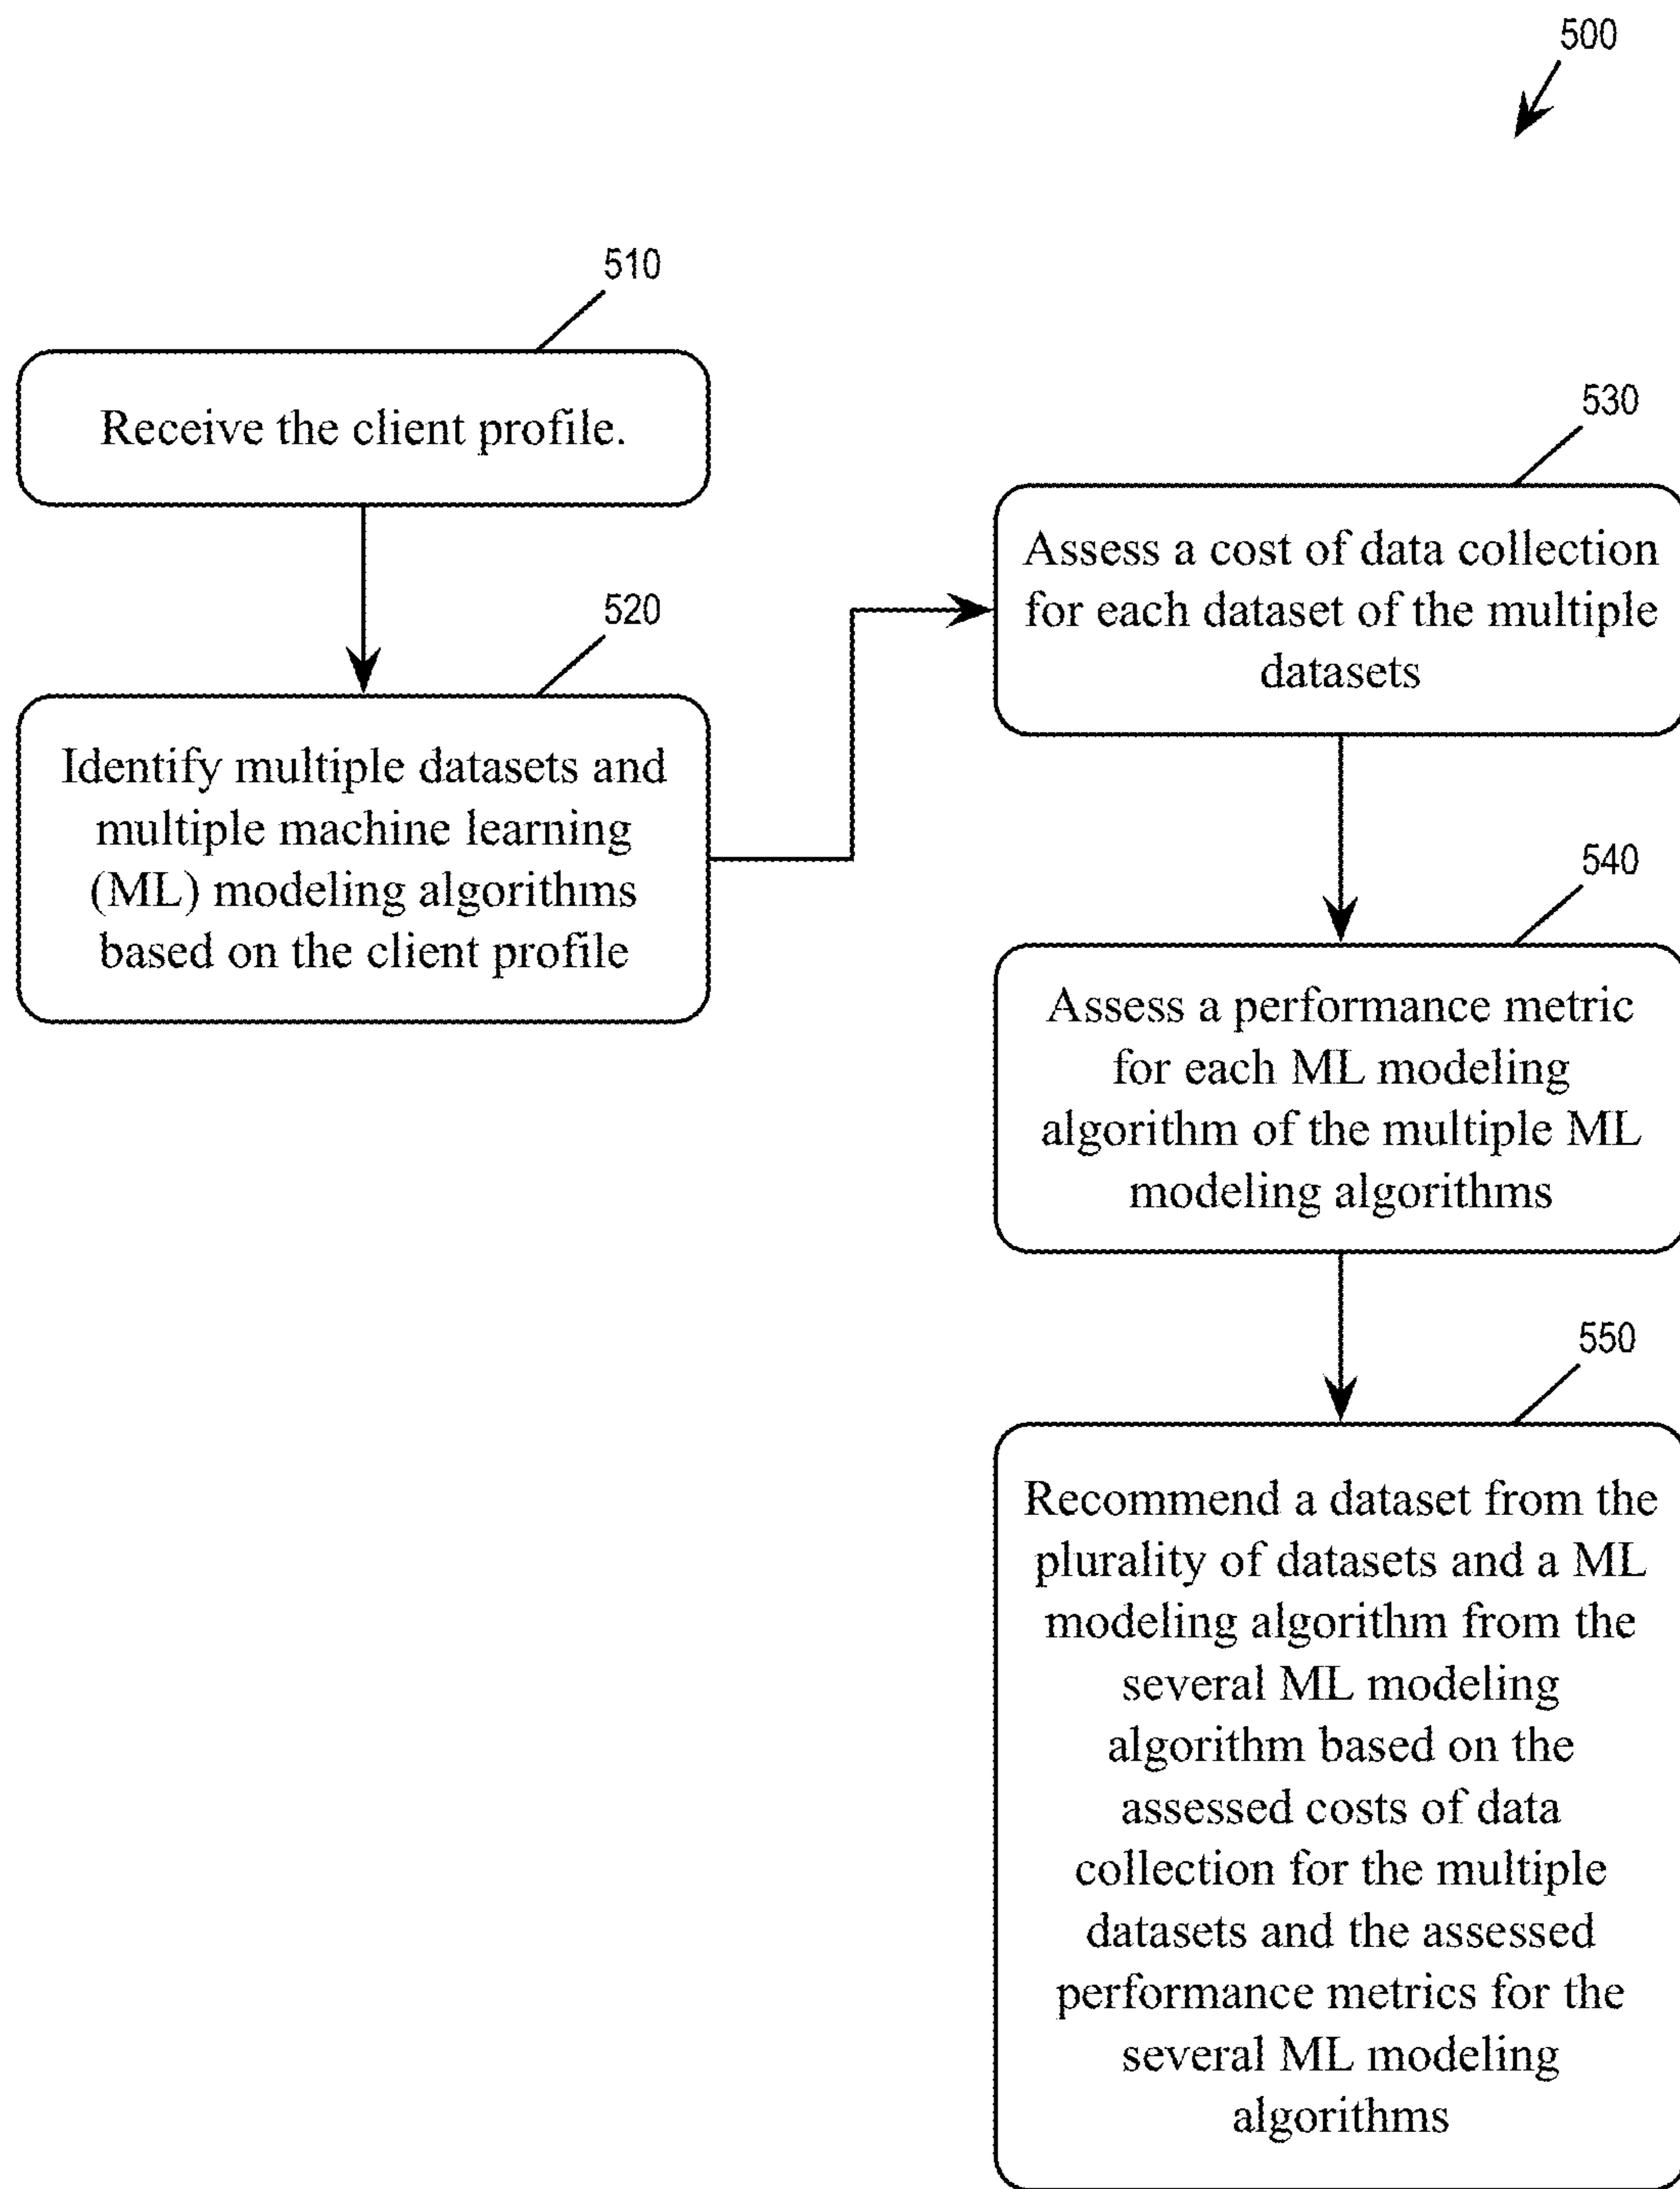 500
510
Receive the client profile.
520
Identify multiple datasets and
multiple machine learning
(ML) modeling algorithms
based on the client profile
530
Assess a cost of data collection
for each dataset of the multiple
datasets
540
Assess a performance metric
for each ML modeling
algorithm of the multiple ML
modeling algorithms
550
Recommend a dataset from the
plurality of datasets and a ML
modeling algorithm from the
several ML modeling
algorithm based on the
assessed costs of data
collection for the multiple
datasets and the assessed
performance metrics for the
several ML modeling
algorithms